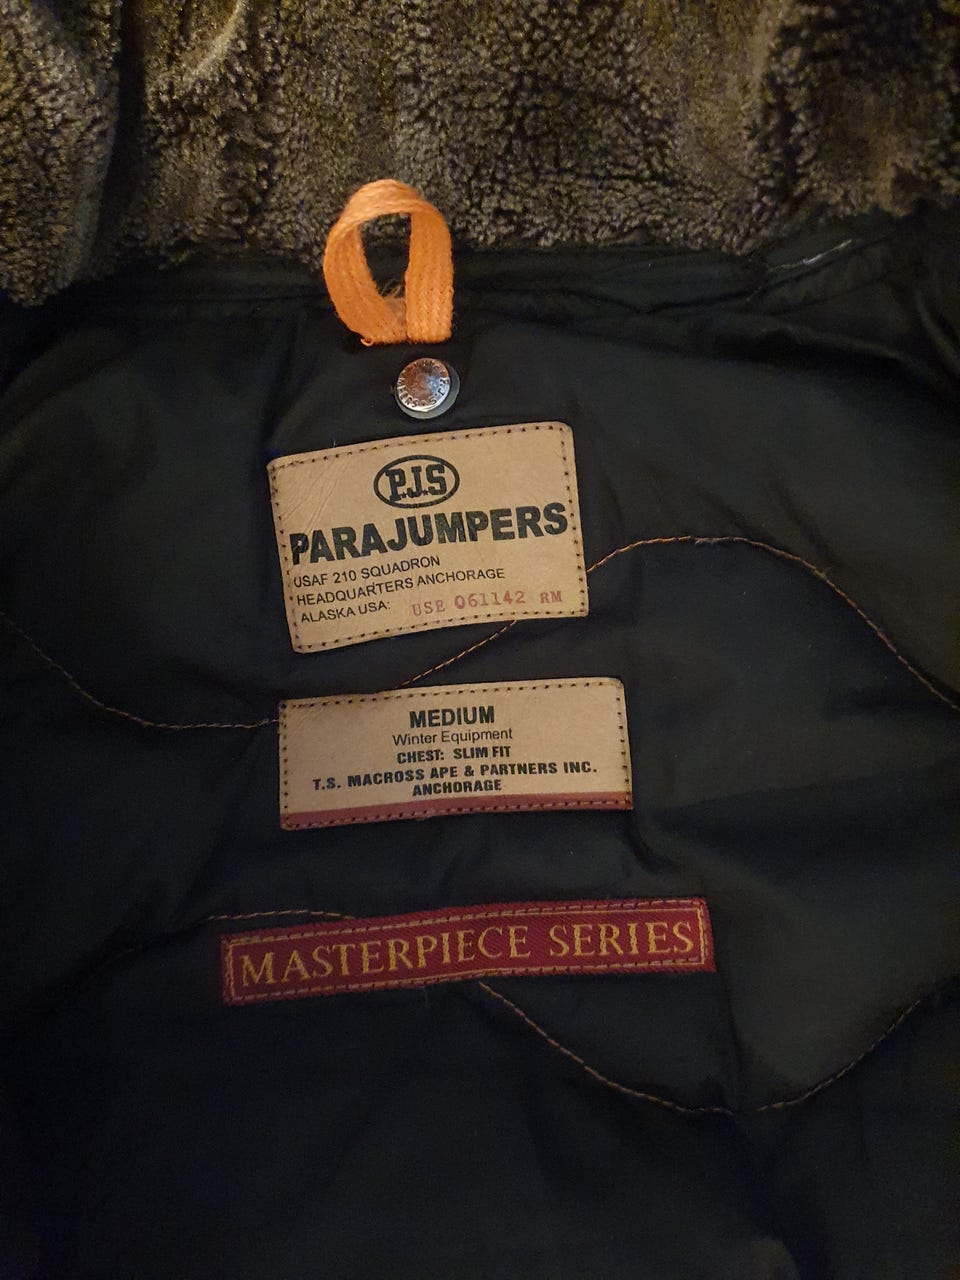 P.J.S
PARAJUMPERS
USAF 210 SQUADRON
HEADQUARTERS ANCHORAGE
ALASKA USA: USE 061142 RM
MEDIUM
Winter Equipment
CHEST: SLIM FIT
T.S. MACROSS APE & PARTNERS INC.
ANCHORAGE
MASTERPIECE SERIES